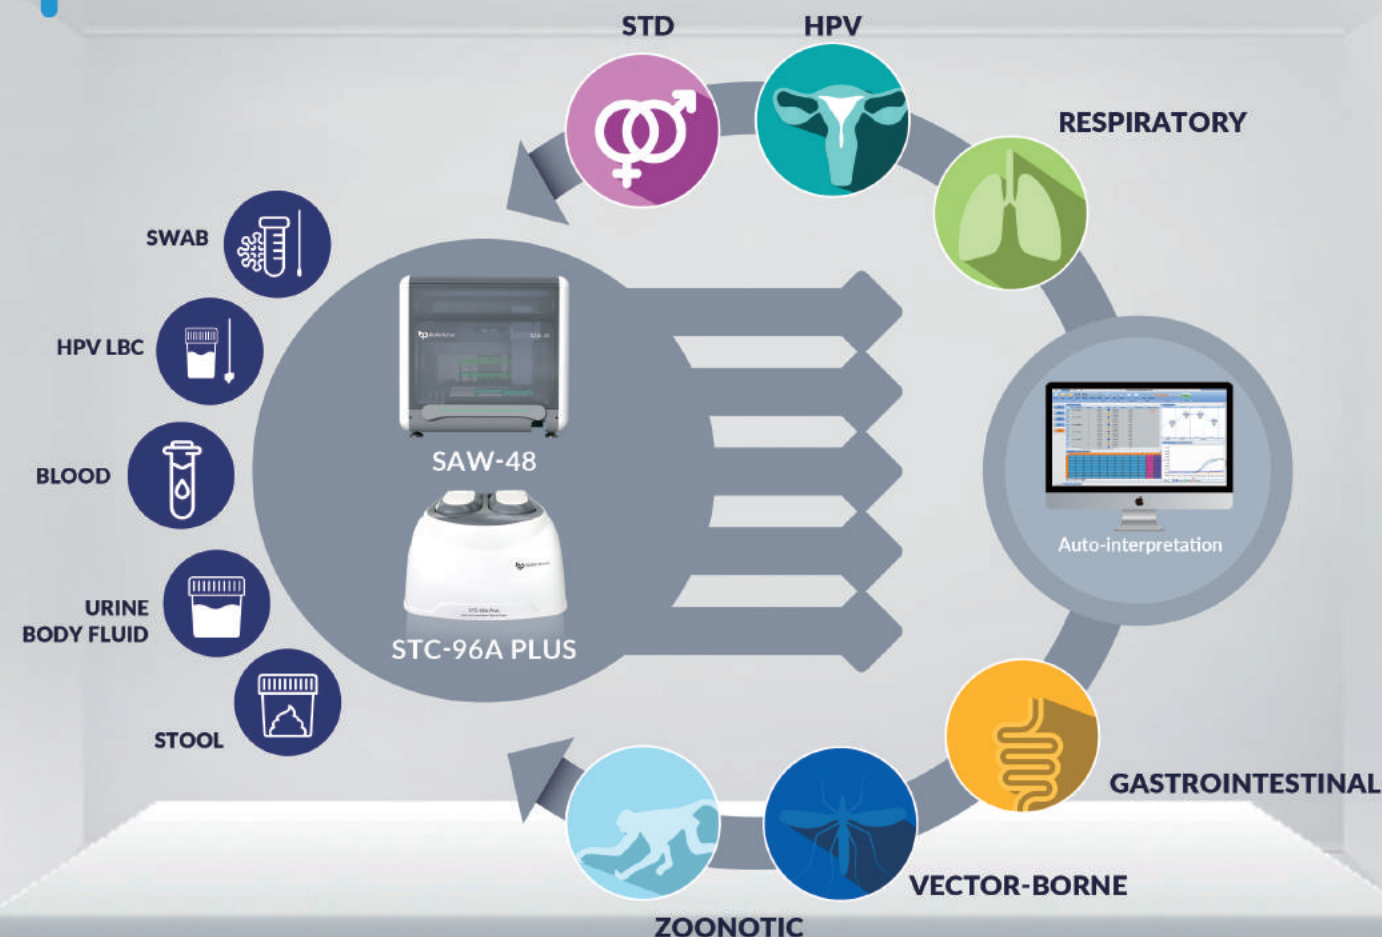 STD
HPV
RESPIRATORY
SWAB
HPV LBC
BLOOD
URINE
BODY FLUID
STOOL
SAW-48
STC-96A PLUS
Auto-interpretation
GASTROINTESTINAL
VECTOR-BORNE
ZOONOTIC